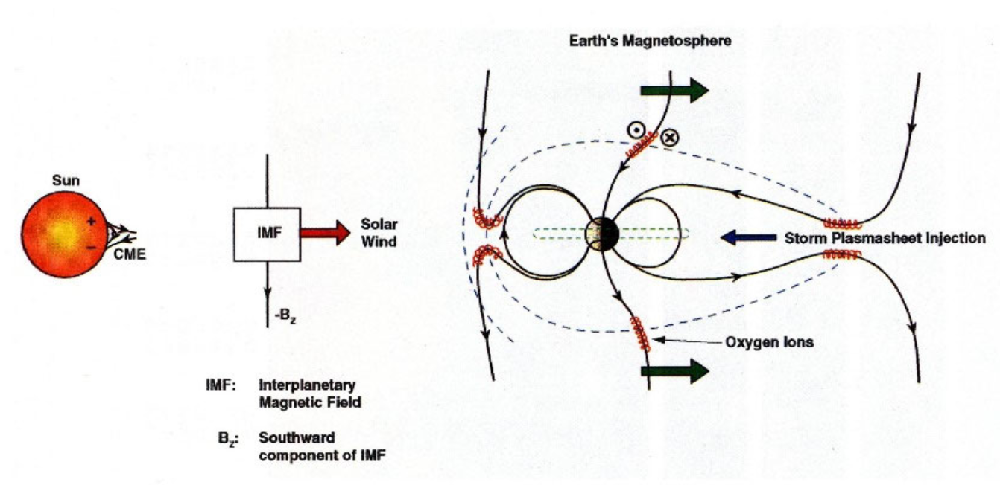 Earth's Magnetosphere
Sun
+
−
CME
IMF
Solar
Wind
-Bz
Storm Plasmasheet Injection
Oxygen Ions
IMF: Interplanetary
Magnetic Field
Bz: Southward
component of IMF